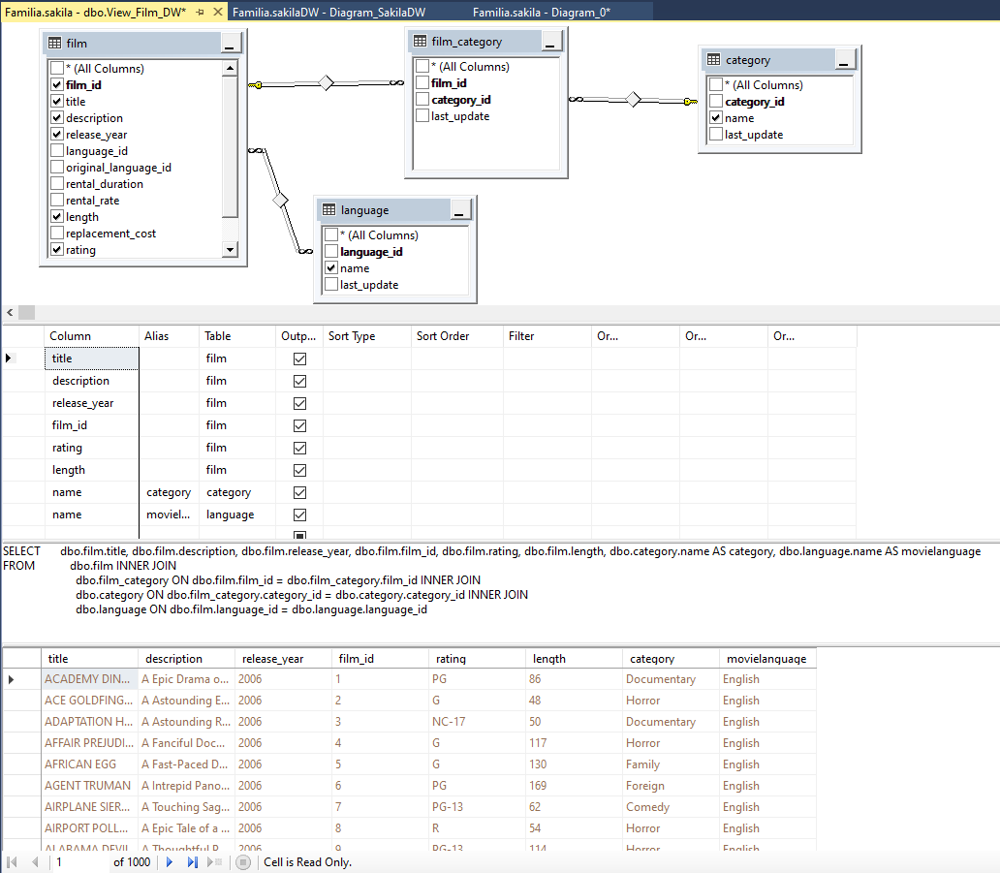 Familia.sakila - dbo.View_Film_DW* Familia.sakilaDW - Diagram_SakilaDW Familia.sakila - Diagram_0*
film
* (All Columns)
film_id
title
description
release_year
language_id
original_language_id
rental_duration
rental_rate
length
replacement_cost
rating
film_category
* (All Columns)
film_id
category_id
last_update
category
* (All Columns)
category_id
name
last_update
language
* (All Columns)
language_id
name
last_update
Column Alias Table Outp... Sort Type Sort Order Filter Or... Or... Or...
title film
description film
release_year film
film_id film
rating film
length film
name category category
name moviel... language
SELECT dbo.film.title, dbo.film.description, dbo.film.release_year, dbo.film.film_id, dbo.film.rating, dbo.film.length, dbo.category.name AS category, dbo.language.name AS movielanguage
FROM dbo.film INNER JOIN
dbo.film_category ON dbo.film.film_id = dbo.film_category.film_id INNER JOIN
dbo.category ON dbo.film_category.category_id = dbo.category.category_id INNER JOIN
dbo.language ON dbo.film.language_id = dbo.language.language_id
title description release_year film_id rating length category movielanguage
ACADEMY DIN... A Epic Drama o... 2006 1 PG 86 Documentary English
ACE GOLDFING... A Astounding E... 2006 2 G 48 Horror English
ADAPTATION H... A Astounding R... 2006 3 NC-17 50 Documentary English
AFFAIR PREJUDI... A Fanciful Doc... 2006 4 G 117 Horror English
AFRICAN EGG A Fast-Paced D... 2006 5 G 130 Family English
AGENT TRUMAN A Intrepid Pano... 2006 6 PG 169 Foreign English
AIRPLANE SIER... A Touching Sag... 2006 7 PG-13 62 Comedy English
AIRPORT POLL... A Epic Tale of a ... 2006 8 R 54 Horror English
ALABAMA DEVIL A Thoughtful P... 2006 9 PG-13 114 Horror English
1 of 1000 Cell is Read Only.